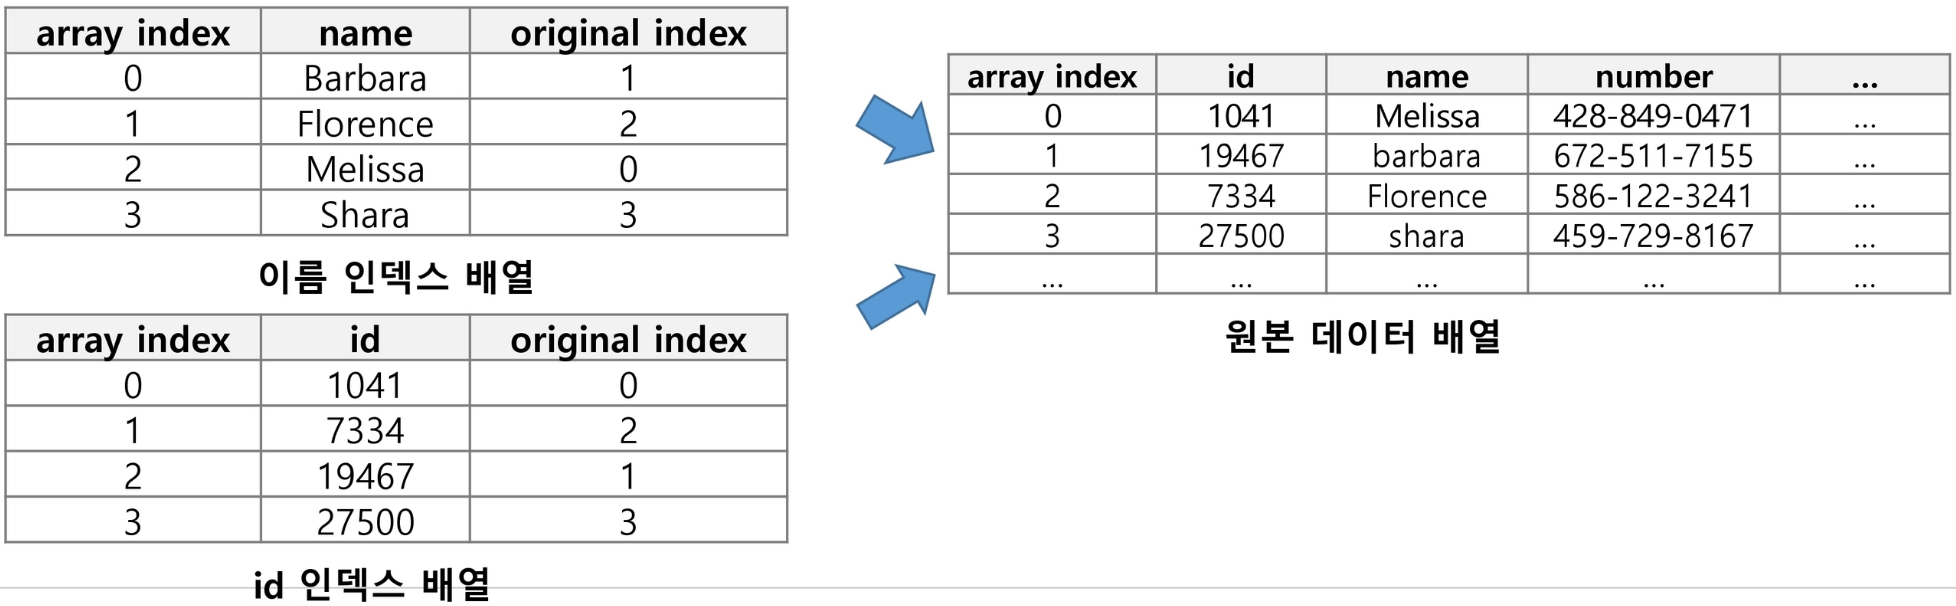 array index name original index
0 Barbara 1
1 Florence 2
2 Melissa 0
3 Shara 3
이름 인덱스 배열
array index id original index
0 1041 0
1 7334 2
2 19467 1
3 27500 3
id 인덱스 배열
array index id name number ...
0 1041 Melissa 428-849-0471 ...
1 19467 barbara 672-511-7155 ...
2 7334 Florence 586-122-3241 ...
3 27500 shara 459-729-8167 ...
... ... ... ... ...
원본 데이터 배열